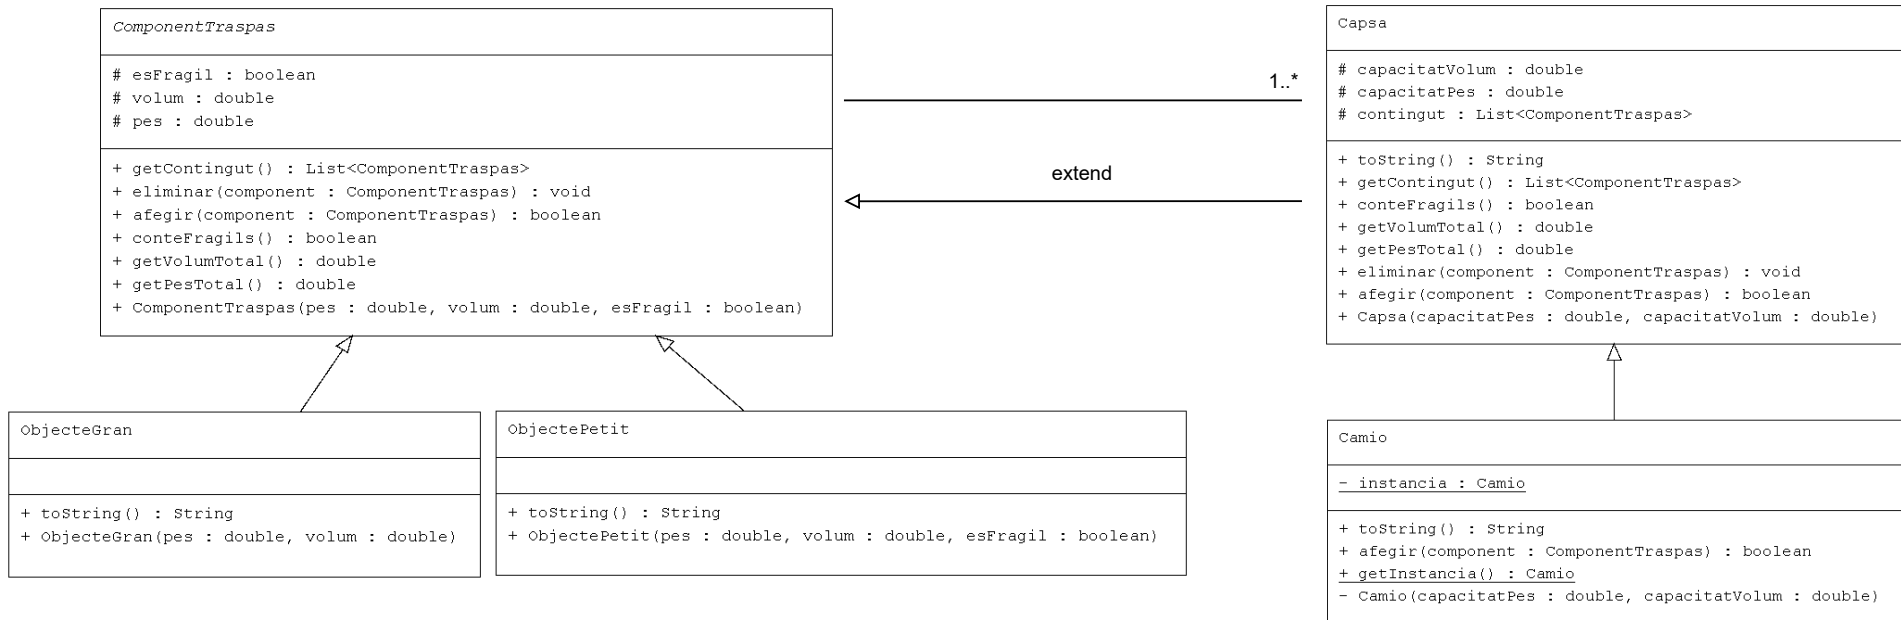 ComponentTraspas
# esFragil : boolean
# volum : double
# pes : double
+ getContingut() : List<ComponentTraspas>
+ eliminar(component : ComponentTraspas) : void
+ afegir(component : ComponentTraspas) : boolean
+ conteFragils() : boolean
+ getVolumTotal() : double
+ getPesTotal() : double
+ ComponentTraspas(pes : double, volum : double, esFragil : boolean)
1..*
extend
Capsa
# capacitatVolum : double
# capacitatPes : double
# contingut : List<ComponentTraspas>
+ toString() : String
+ getContingut() : List<ComponentTraspas>
+ conteFragils() : boolean
+ getVolumTotal() : double
+ getPesTotal() : double
+ eliminar(component : ComponentTraspas) : void
+ afegir(component : ComponentTraspas) : boolean
+ Capsa(capacitatPes : double, capacitatVolum : double)
ObjecteGran
+ toString() : String
+ ObjecteGran(pes : double, volum : double)
ObjectePetit
+ toString() : String
+ ObjectePetit(pes : double, volum : double, esFragil : boolean)
Camio
- instancia : Camio
+ toString() : String
+ afegir(component : ComponentTraspas) : boolean
+ getInstancia() : Camio
- Camio(capacitatPes : double, capacitatVolum : double)